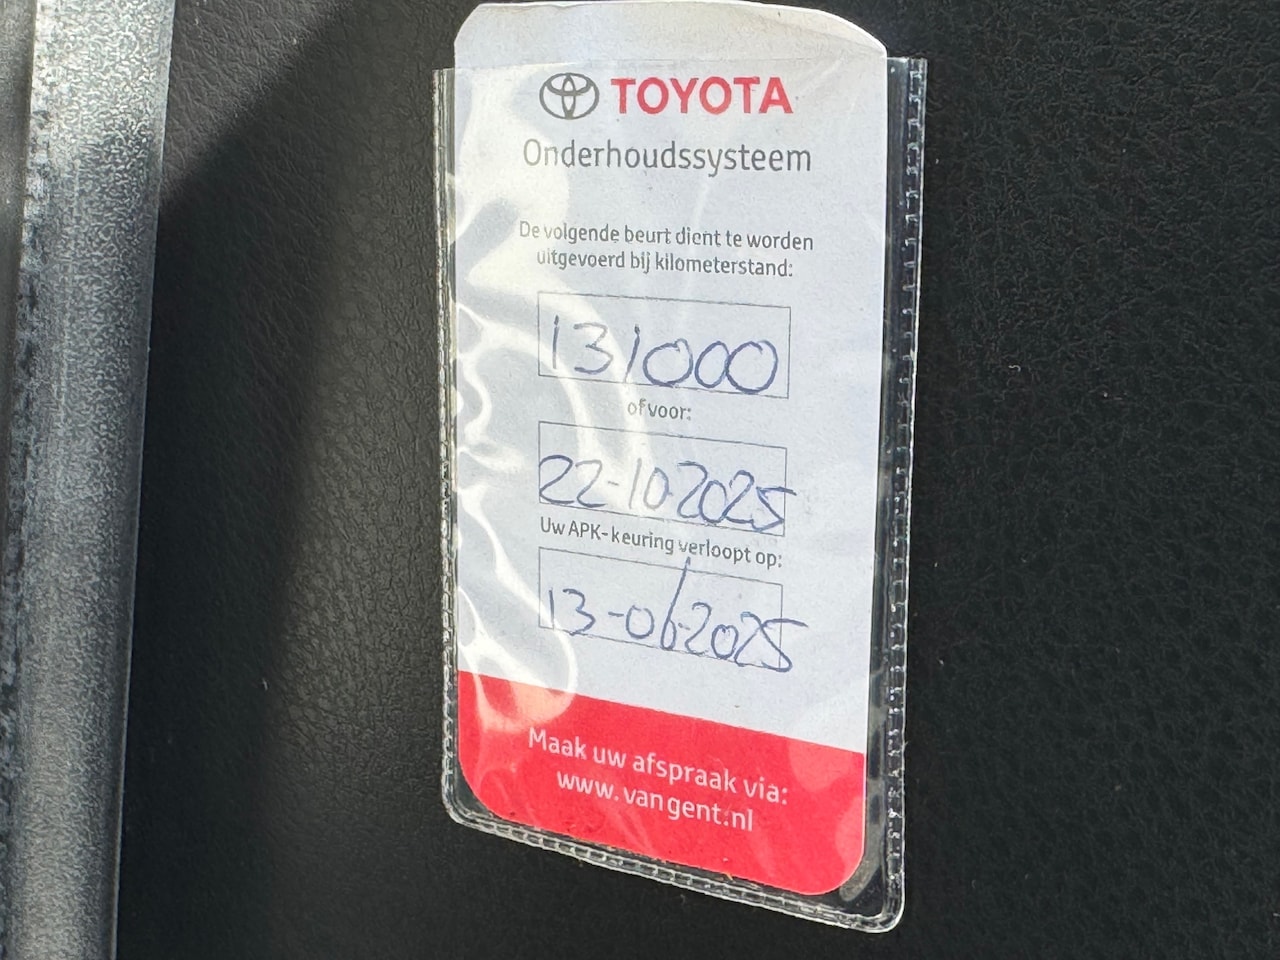 TOYOTA
Onderhoudssysteem
De volgende beurt dient te worden
uitgevoerd bij kilometerstand:
131000
of voor:
22-10-2025
Uw APK-keuring verloopt op:
13-06-2025
Maak uw afspraak via:
www.vangent.nl